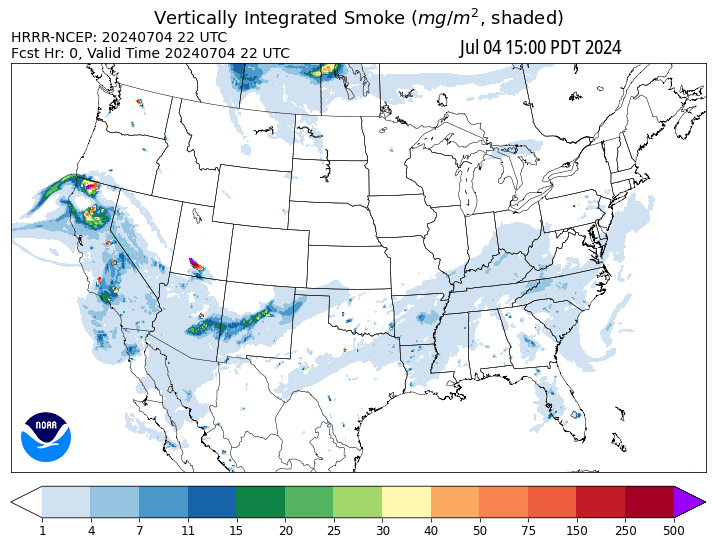 Vertically Integrated Smoke (mg/m², shaded)
HRRR-NCEP: 20240704 22 UTC
Fcst Hr: 0, Valid Time 20240704 22 UTC
Jul 04 15:00 PDT 2024
NOAA
1 4 7 11 15 20 25 30 40 50 75 150 250 500